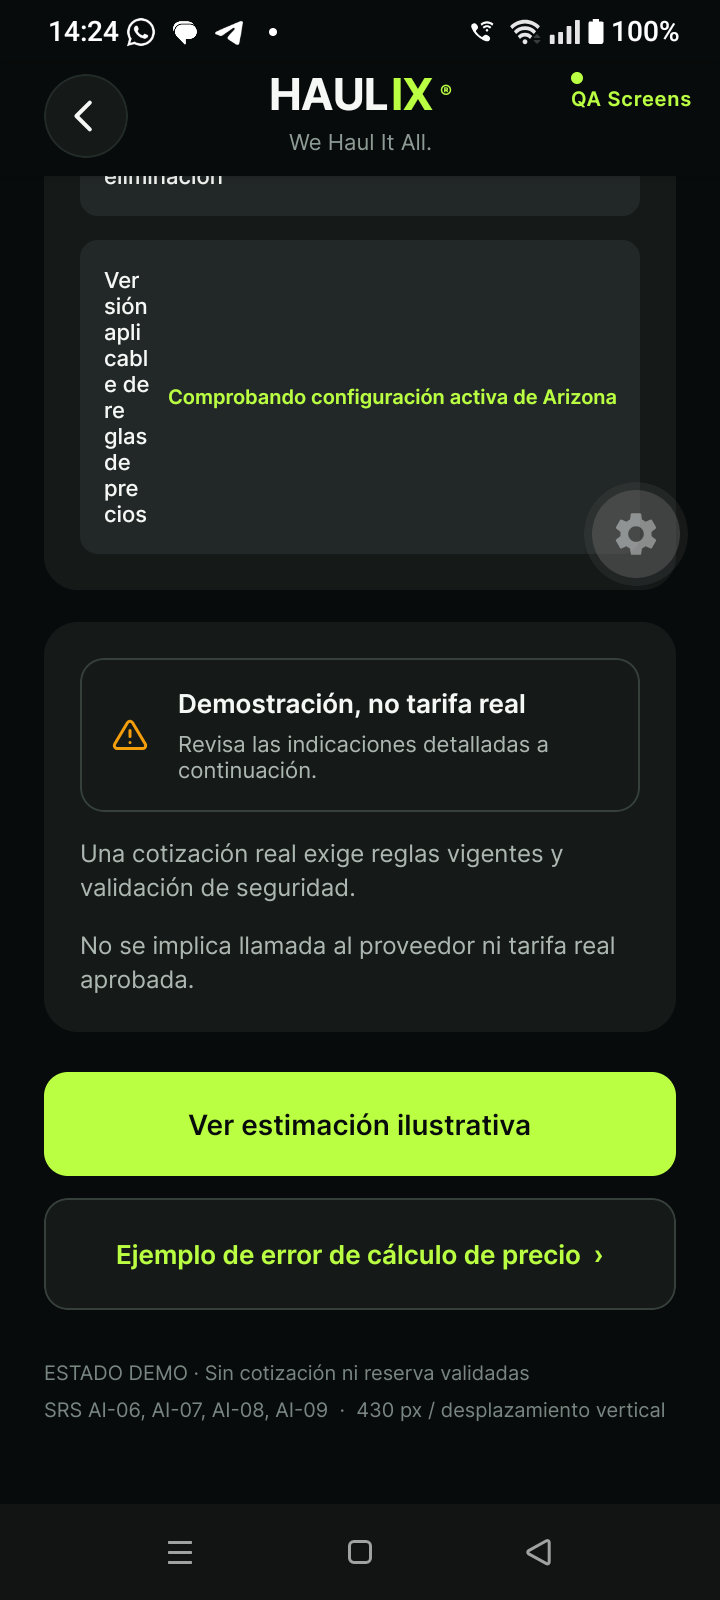 14:24
100%
HAULIX ®
QA Screens
We Haul It All.
eliminación
Ver
sión
apli
cabl
e de
re
glas
de
pre
cios
Comprobando configuración activa de Arizona
Demostración, no tarifa real
Revisa las indicaciones detalladas a
continuación.
Una cotización real exige reglas vigentes y
validación de seguridad.
No se implica llamada al proveedor ni tarifa real
aprobada.
Ver estimación ilustrativa
Ejemplo de error de cálculo de precio ›
ESTADO DEMO · Sin cotización ni reserva validadas
SRS AI-06, AI-07, AI-08, AI-09 · 430 px / desplazamiento vertical